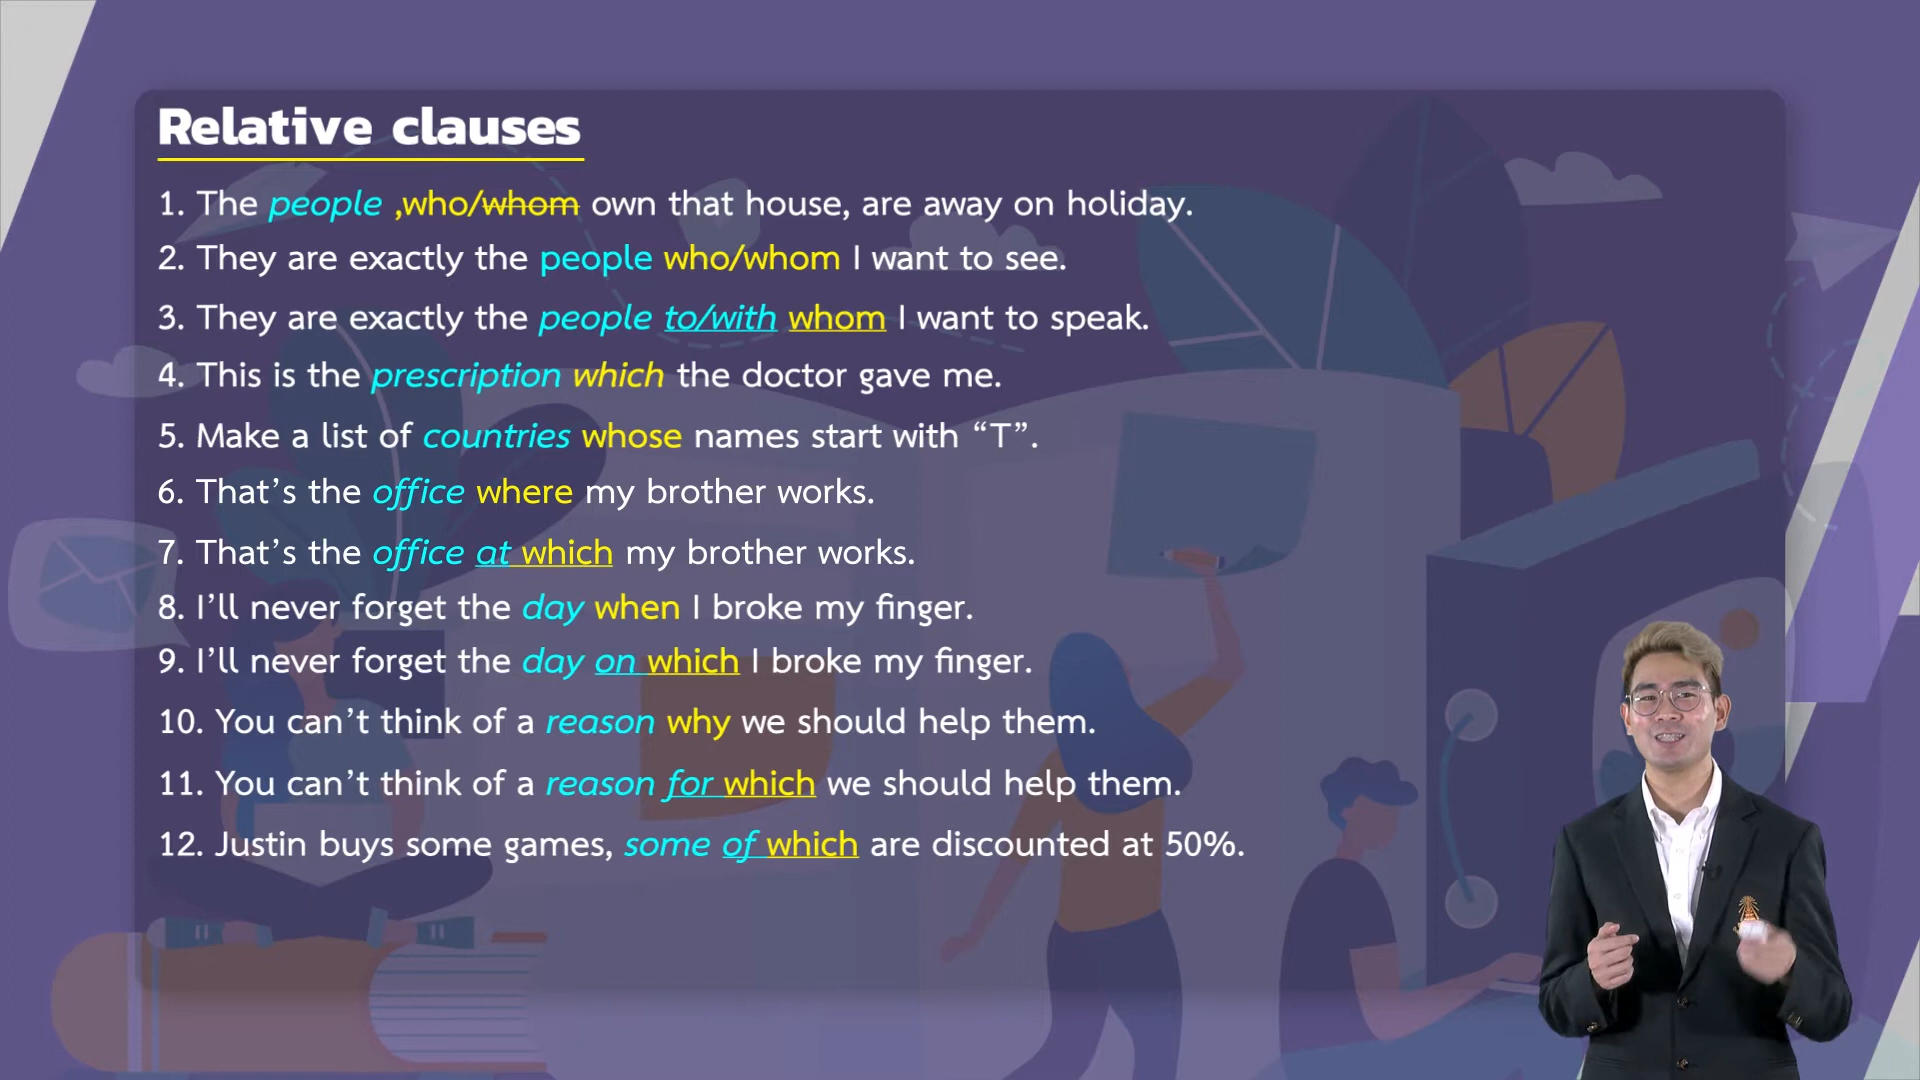 Relative clauses
1. The people ,who/whom own that house, are away on holiday.
2. They are exactly the people who/whom I want to see.
3. They are exactly the people to/with whom I want to speak.
4. This is the prescription which the doctor gave me.
5. Make a list of countries whose names start with “T”.
6. That’s the office where my brother works.
7. That’s the office at which my brother works.
8. I’ll never forget the day when I broke my finger.
9. I’ll never forget the day on which I broke my finger.
10. You can’t think of a reason why we should help them.
11. You can’t think of a reason for which we should help them.
12. Justin buys some games, some of which are discounted at 50%.